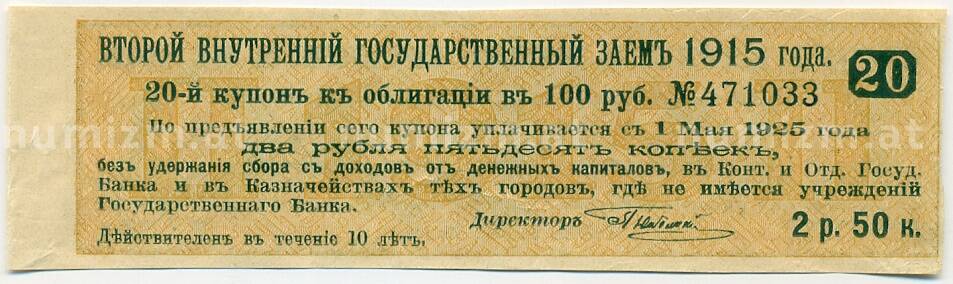 ВТОРОЙ ВНУТРЕННІЙ ГОСУДАРСТВЕННЫЙ ЗАЕМЪ 1915 года.
20
20-й купонъ къ облигаціи въ 100 руб. №471033
По предъявленіи сего купона уплачивается съ 1 Мая 1925 года
два рубля пятьдесятъ копѣекъ,
безъ удержанія сбора съ доходовъ отъ денежныхъ капиталовъ, въ Конт. и Отд. Госуд.
Банка и въ Казначействахъ тѣхъ городовъ, гдѣ не имѣется учрежденій
Государственнаго Банка.
Директоръ
2 р. 50 к.
Дѣйствителенъ въ теченіе 10 лѣтъ.
numizmat